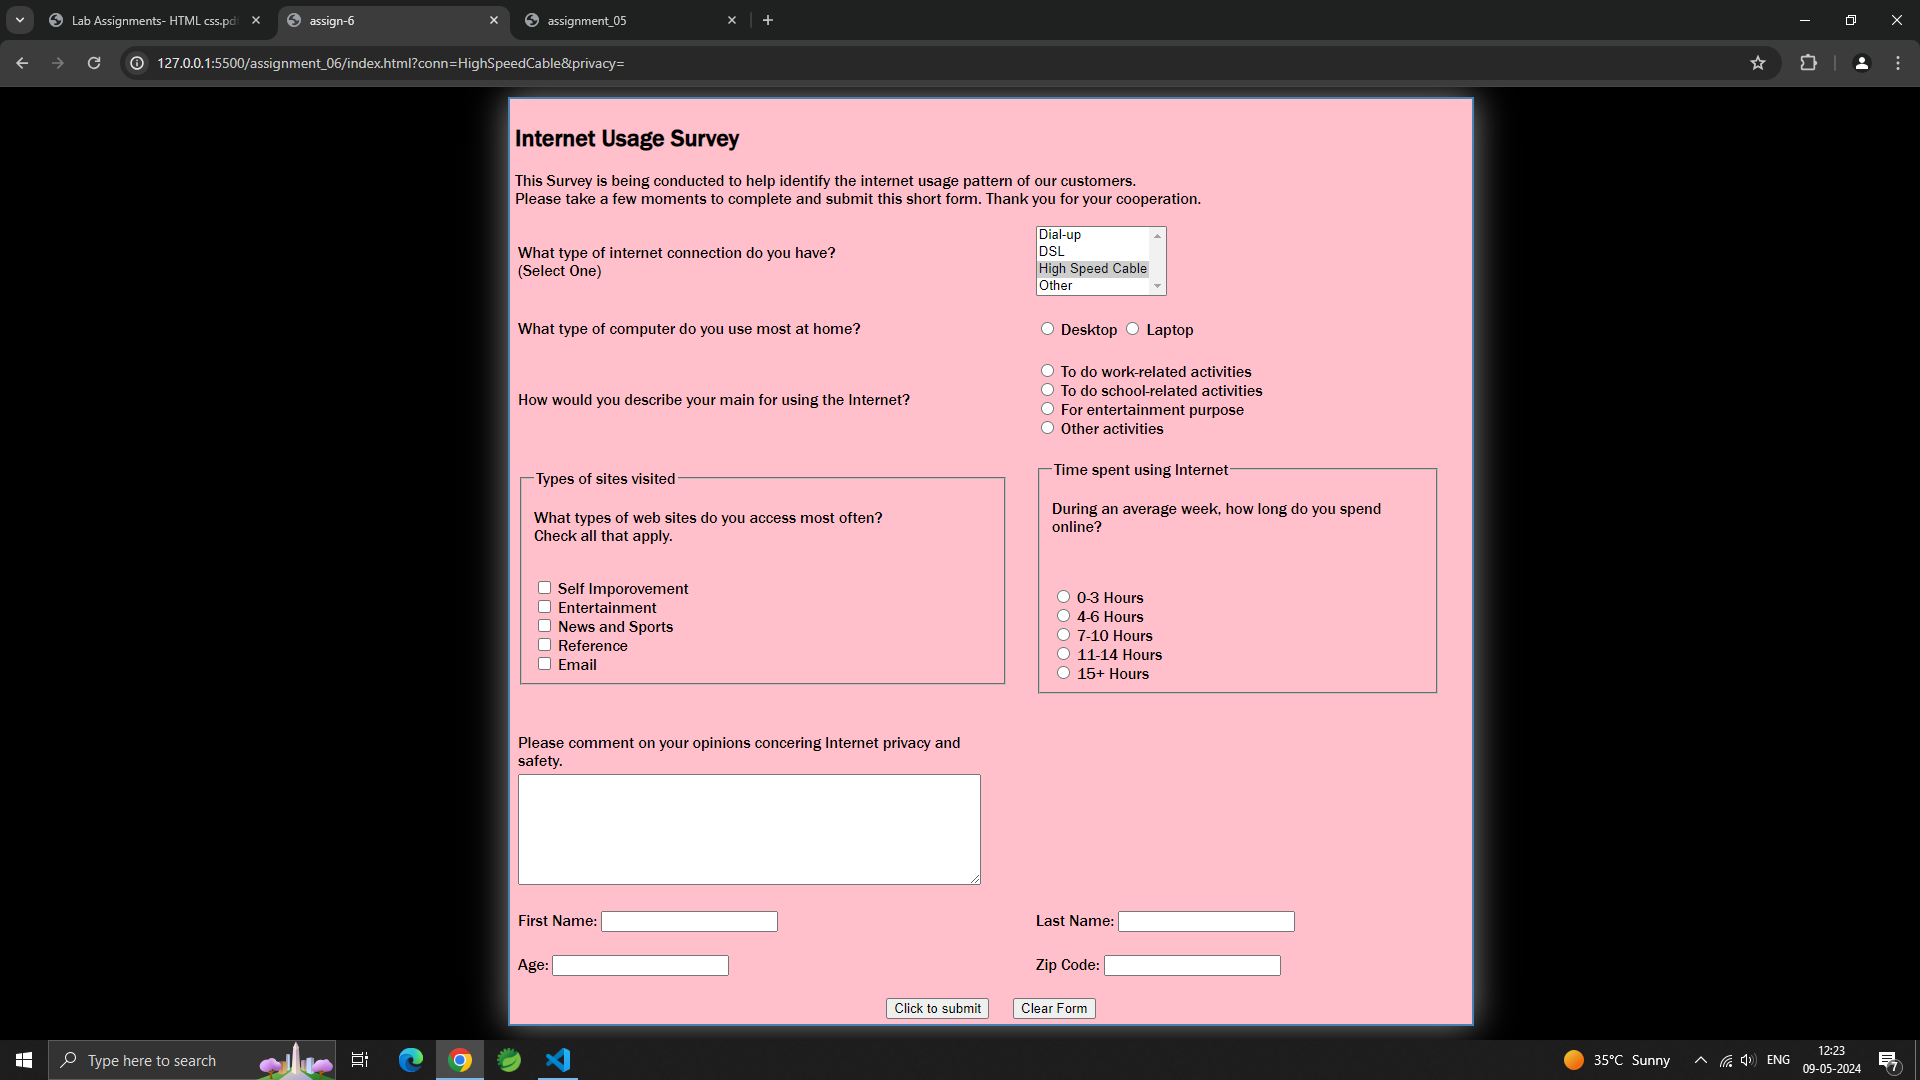 Lab Assignments- HTML css.pd
assign-6
assignment_05
127.0.0.1:5500/assignment_06/index.html?conn=HighSpeedCable&privacy=
Internet Usage Survey
This Survey is being conducted to help identify the internet usage pattern of our customers.
Please take a few moments to complete and submit this short form. Thank you for your cooperation.
What type of internet connection do you have?
(Select One)
Dial-up
DSL
High Speed Cable
Other
What type of computer do you use most at home?
Desktop Laptop
How would you describe your main for using the Internet?
To do work-related activities
To do school-related activities
For entertainment purpose
Other activities
Types of sites visited
What types of web sites do you access most often?
Check all that apply.
Self Imporovement
Entertainment
News and Sports
Reference
Email
Time spent using Internet
During an average week, how long do you spend
online?
0-3 Hours
4-6 Hours
7-10 Hours
11-14 Hours
15+ Hours
Please comment on your opinions concering Internet privacy and
safety.
First Name:
Last Name:
Age:
Zip Code:
Click to submit
Clear Form
Type here to search
35°C Sunny
ENG
12:23
09-05-2024
7